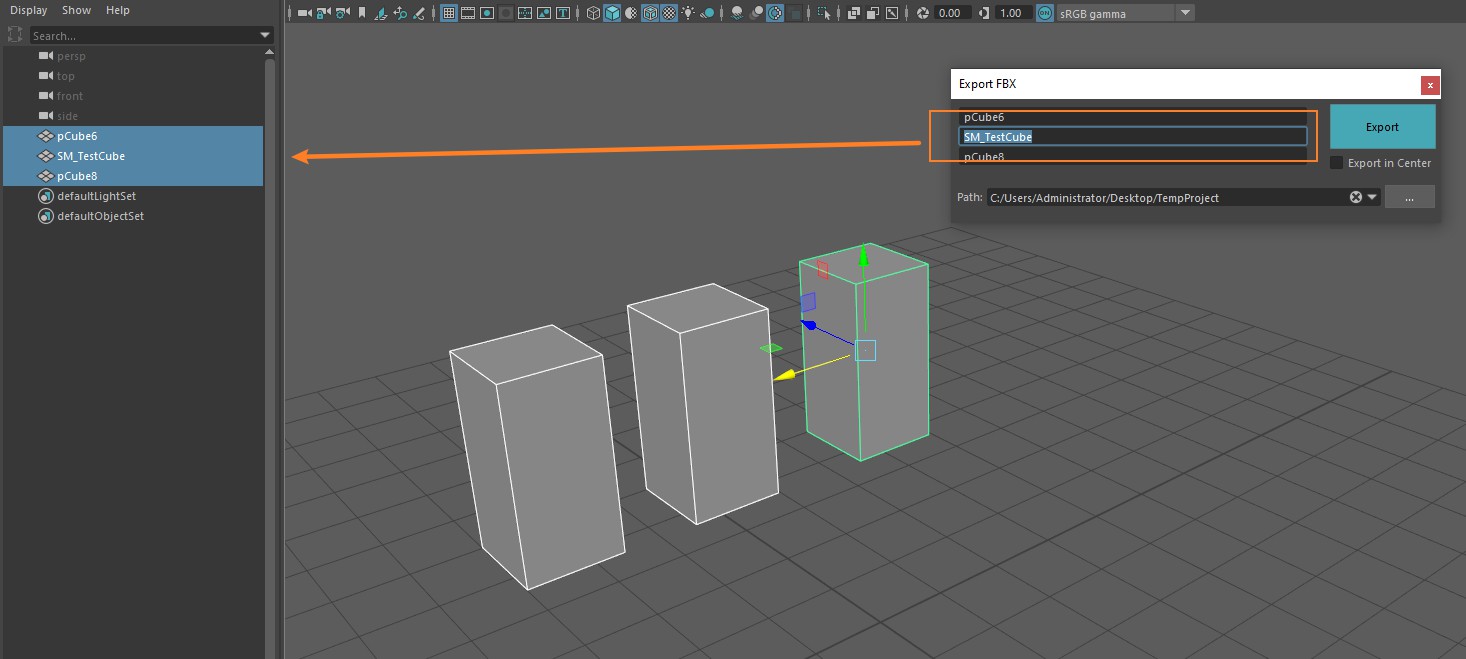 Display Show Help
Search...
persp
top
front
side
pCube6
SM_TestCube
pCube8
defaultLightSet
defaultObjectSet
T
0.00
1.00
ON
sRGB gamma
Export FBX
x
pCube6
SM_TestCube
pCube8
Export
Export in Center
Path: C:/Users/Administrator/Desktop/TempProject
...